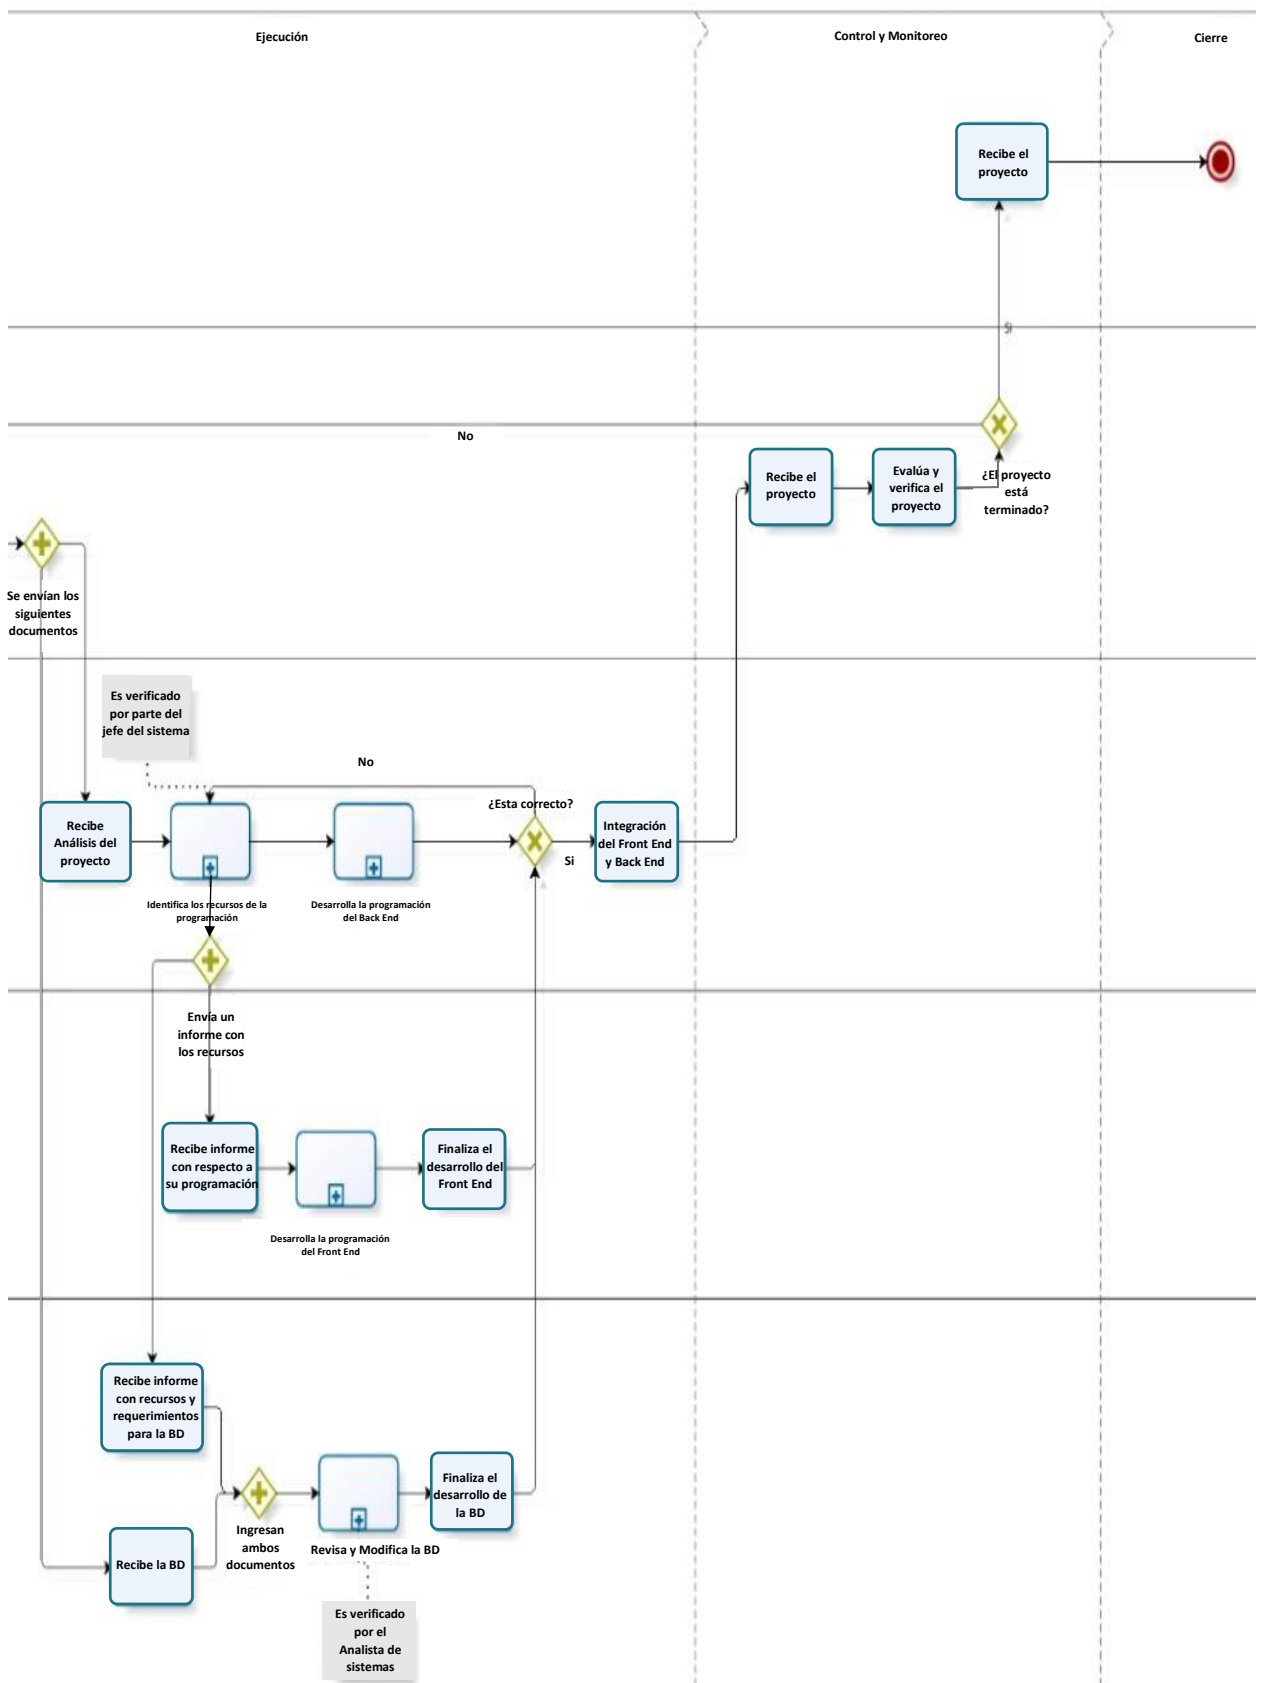 Ejecución
Control y Monitoreo
Cierre
Recibe el
proyecto
Si
No
Recibe el
proyecto
Evalúa y
verifica el
proyecto
¿El proyecto
está
terminado?
Se envían los
siguientes
documentos
Es verificado
por parte del
jefe del sistema
No
¿Esta correcto?
Recibe
Análisis del
proyecto
Integración
del Front End
y Back End
Si
Identifica los recursos de la
programación
Desarrolla la programación
del Back End
Envía un
informe con
los recursos
Recibe informe
con respecto a
su programación
Finaliza el
desarrollo del
Front End
Desarrolla la programación
del Front End
Recibe informe
con recursos y
requerimientos
para la BD
Finaliza el
desarrollo de
la BD
Ingresan
ambos
documentos
Revisa y Modifica la BD
Recibe la BD
Es verificado
por el
Analista de
sistemas